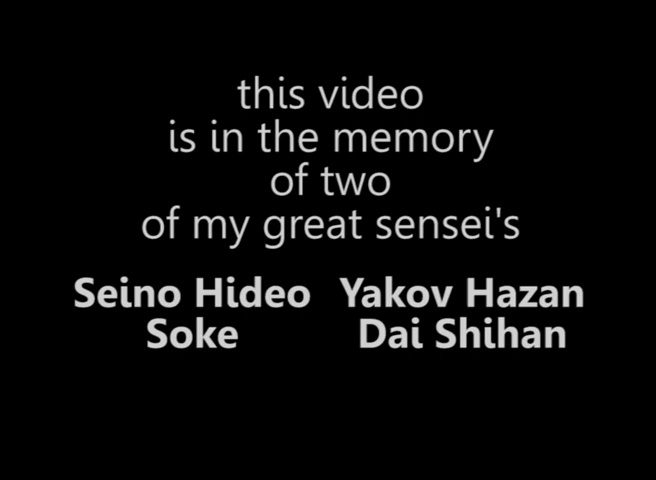 this video
is in the memory
of two
of my great sensei's
Seino Hideo Yakov Hazan
Soke Dai Shihan